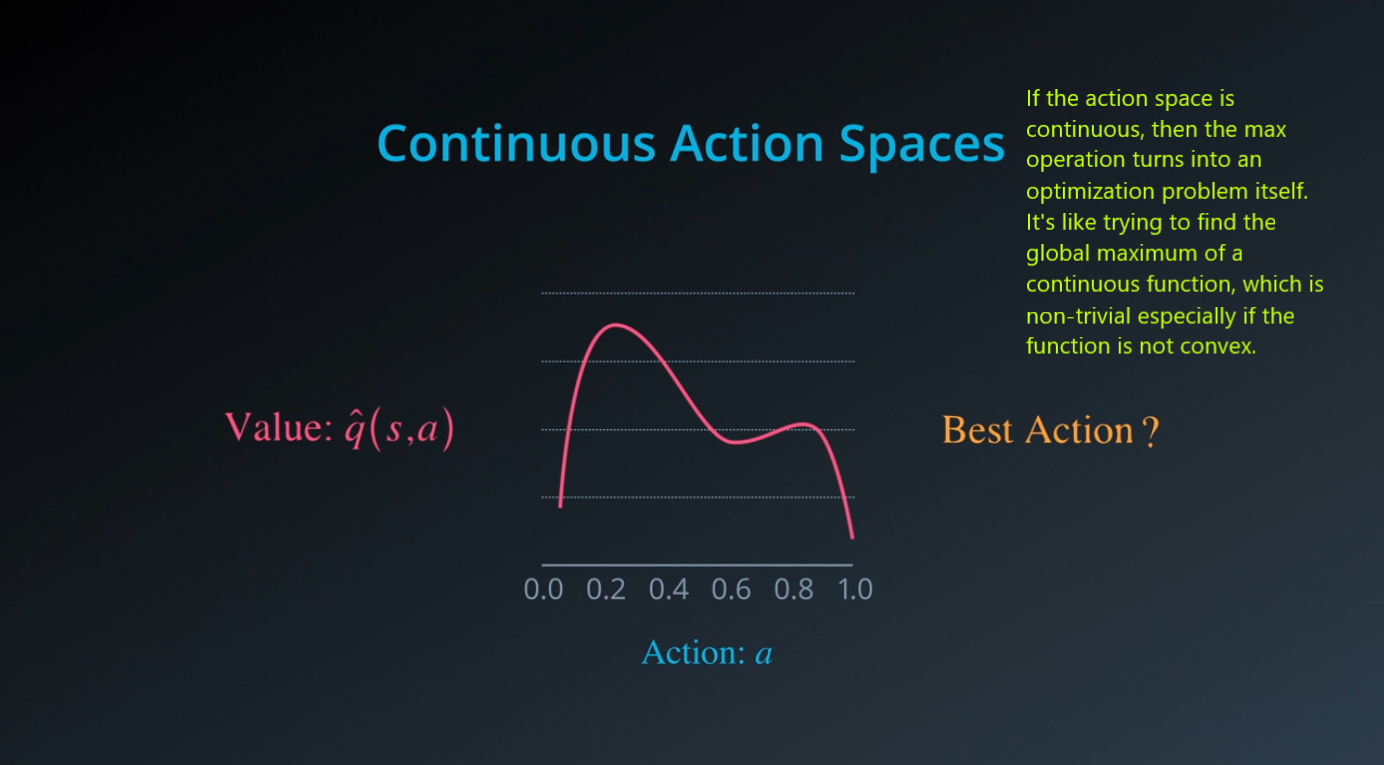 Continuous Action Spaces
If the action space is
continuous, then the max
operation turns into an
optimization problem itself.
It's like trying to find the
global maximum of a
continuous function, which is
non-trivial especially if the
function is not convex.
Value: q̂(s,a)
Best Action?
0.0 0.2 0.4 0.6 0.8 1.0
Action: a